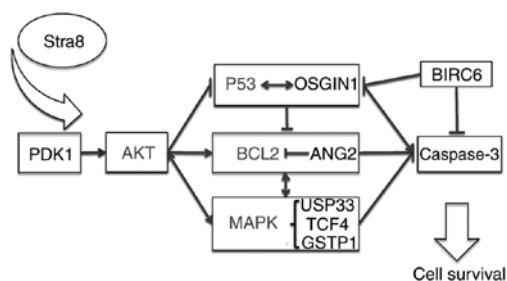 Stra8
P53 OSGIN1
BIRC6
PDK1
AKT
BCL2 ANG2
Caspase-3
MAPK
USP33
TCF4
GSTP1
Cell survival